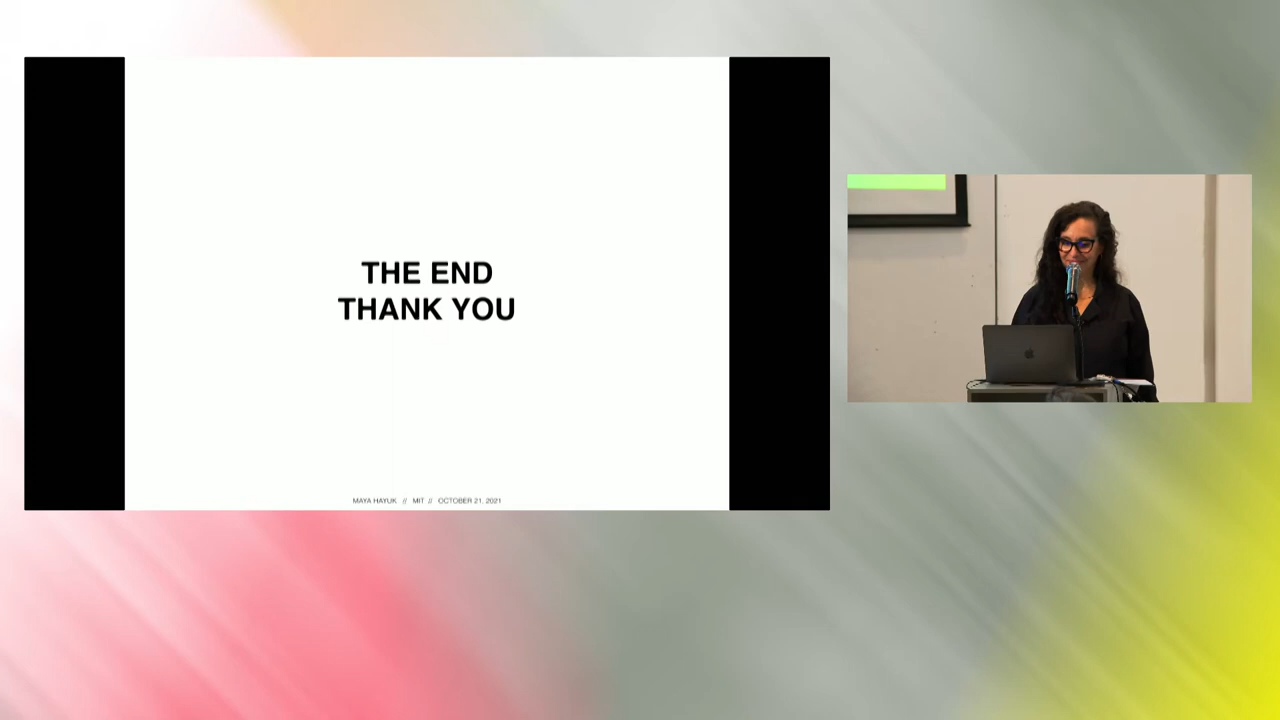 THE END
THANK YOU
MAYA HAYUK // MIT // OCTOBER 21, 2021